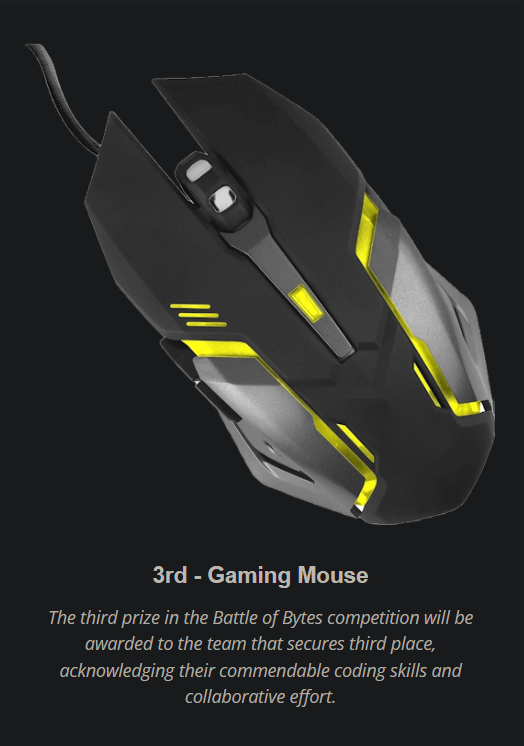 3rd - Gaming Mouse
The third prize in the Battle of Bytes competition will be
awarded to the team that secures third place,
acknowledging their commendable coding skills and
collaborative effort.